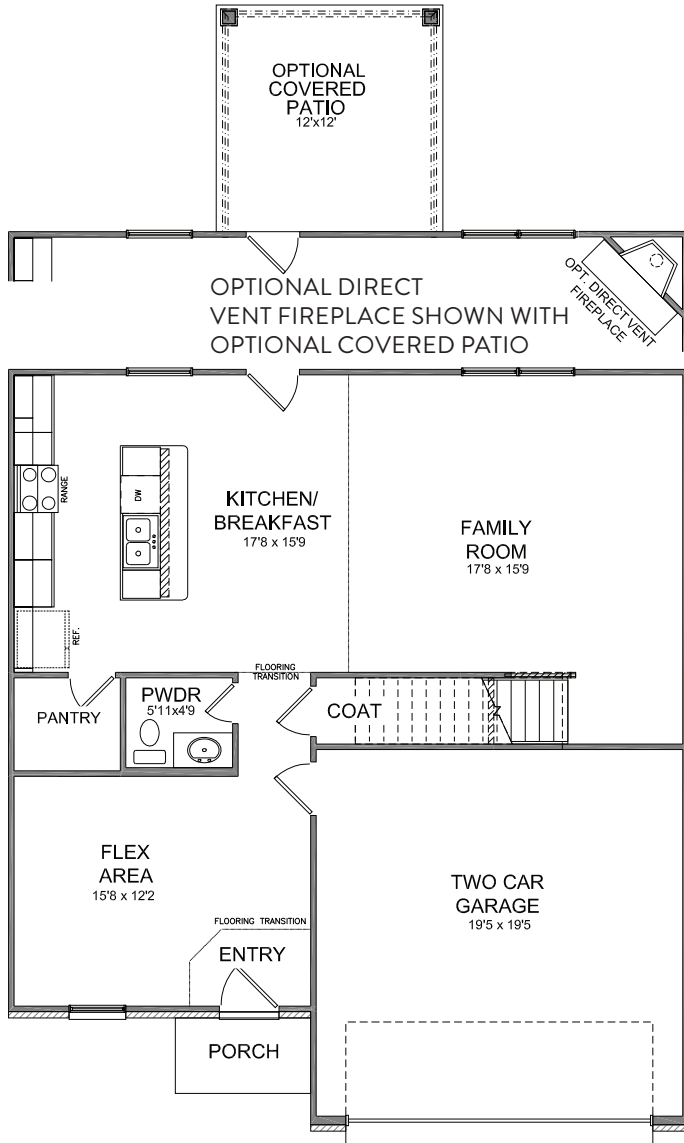 OPTIONAL
COVERED
PATIO
12'x12'
OPTIONAL DIRECT
VENT FIREPLACE SHOWN WITH
OPTIONAL COVERED PATIO
OPT. DIRECT VENT
FIREPLACE
RANGE
DW
KITCHEN/
BREAKFAST
17'8 x 15'9
FAMILY
ROOM
17'8 x 15'9
REF.
FLOORING
TRANSITION
PANTRY
PWDR
5'11x4'9
COAT
FLEX
AREA
15'8 x 12'2
TWO CAR
GARAGE
19'5 x 19'5
FLOORING TRANSITION
ENTRY
PORCH